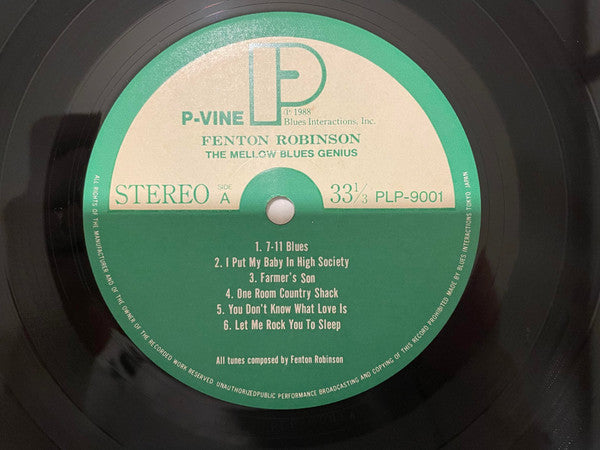 P-VINE
P
℗ 1988
Blues Interactions, Inc.
FENTON ROBINSON
THE MELLOW BLUES GENIUS
STEREO SIDE A 33 1/3 PLP-9001
1. 7-11 Blues
2. I Put My Baby In High Society
3. Farmer's Son
4. One Room Country Shack
5. You Don't Know What Love Is
6. Let Me Rock You To Sleep
All tunes composed by Fenton Robinson
ALL RIGHTS OF THE MANUFACTURER AND OF THE OWNER OF THE RECORDED WORK RESERVED UNAUTHORIZEDPUBLIC PERFORMANCE BROADCASTING AND COPYING OF THIS RECORD PROHIBITED MADE BY BLUES INTERACTIONS TOKYO JAPAN